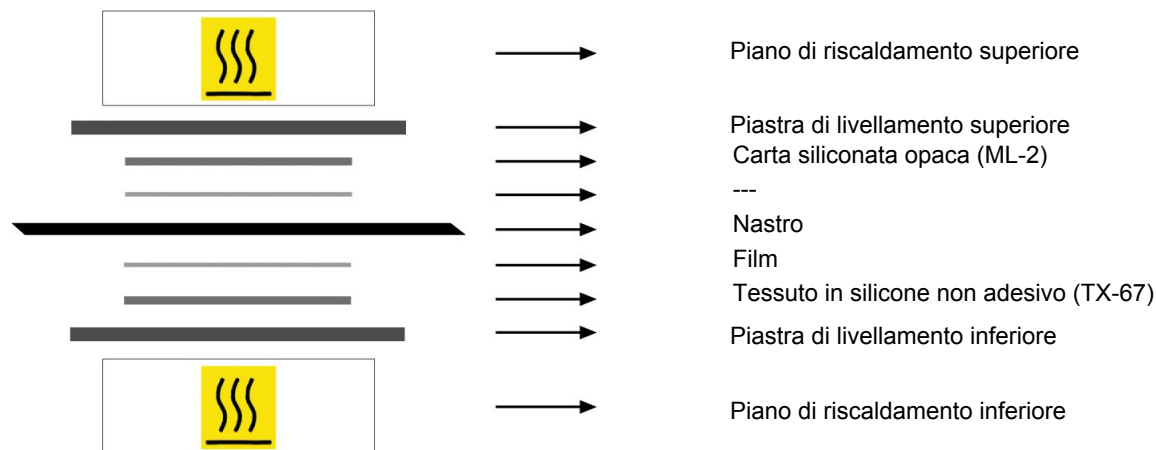 Piano di riscaldamento superiore
Piastra di livellamento superiore
Carta siliconata opaca (ML-2)
---
Nastro
Film
Tessuto in silicone non adesivo (TX-67)
Piastra di livellamento inferiore
Piano di riscaldamento inferiore